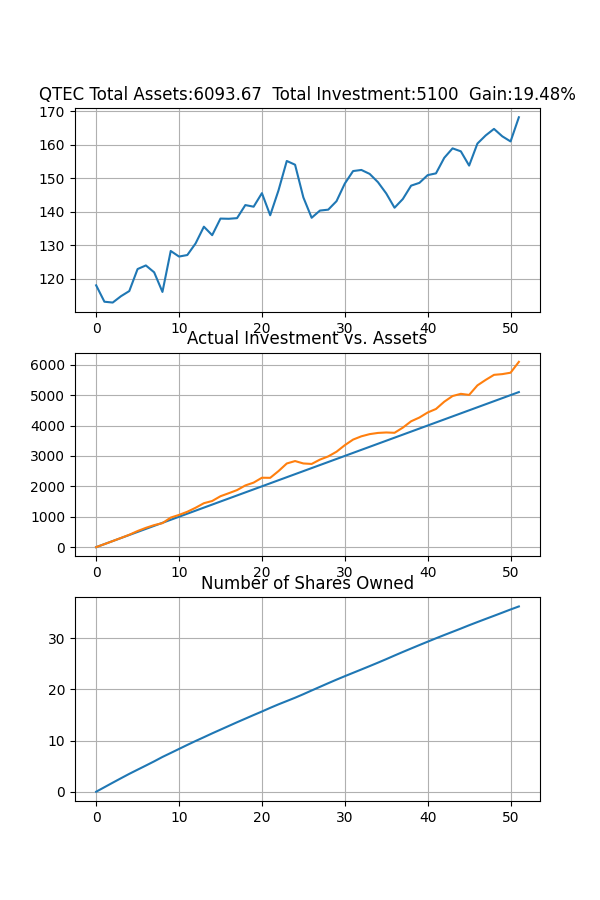 QTEC Total Assets:6093.67  Total Investment:5100  Gain:19.48%
170
160
150
140
130
120
0 10 20 30 40 50
Actual Investment vs. Assets
6000
5000
4000
3000
2000
1000
0
0 10 20 30 40 50
Number of Shares Owned
30
20
10
0
0 10 20 30 40 50